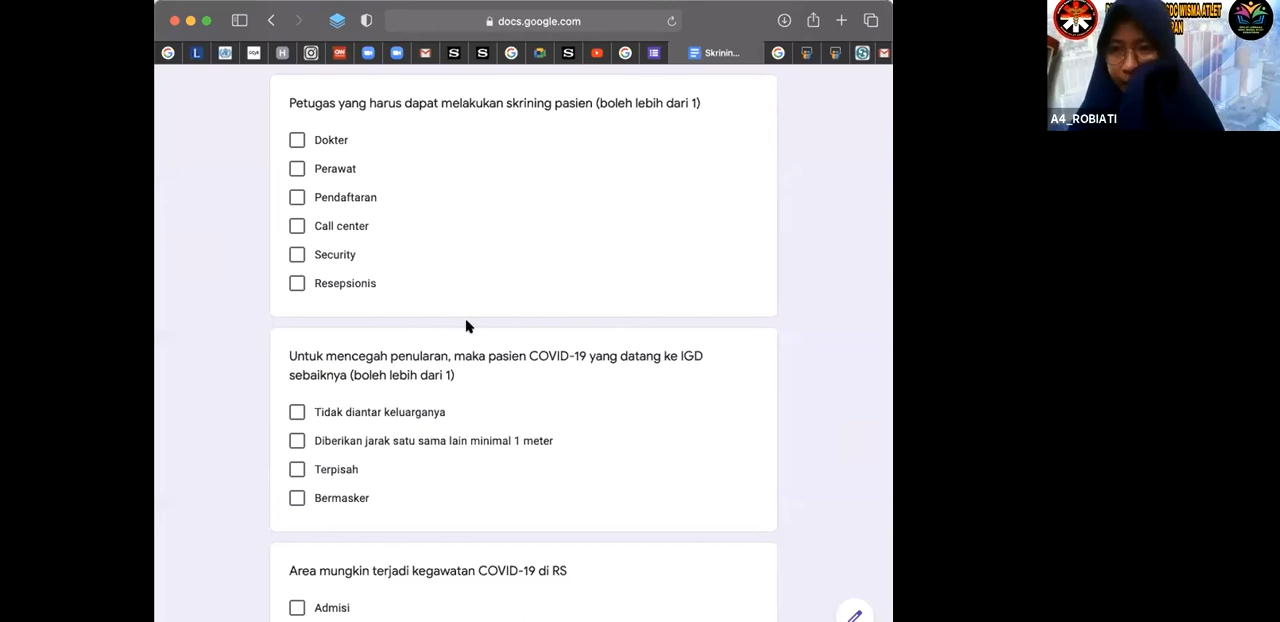 docs.google.com
Skrinin...
Petugas yang harus dapat melakukan skrining pasien (boleh lebih dari 1)
Dokter
Perawat
Pendaftaran
Call center
Security
Resepsionis
Untuk mencegah penularan, maka pasien COVID-19 yang datang ke IGD
sebaiknya (boleh lebih dari 1)
Tidak diantar keluarganya
Diberikan jarak satu sama lain minimal 1 meter
Terpisah
Bermasker
Area mungkin terjadi kegawatan COVID-19 di RS
Admisi
WISMA ATLET
A4_ROBIATI